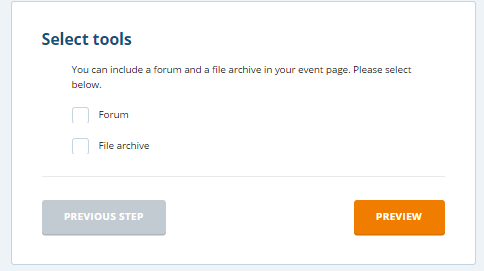 Select tools
You can include a forum and a file archive in your event page. Please select
below.
Forum
File archive
PREVIOUS STEP
PREVIEW